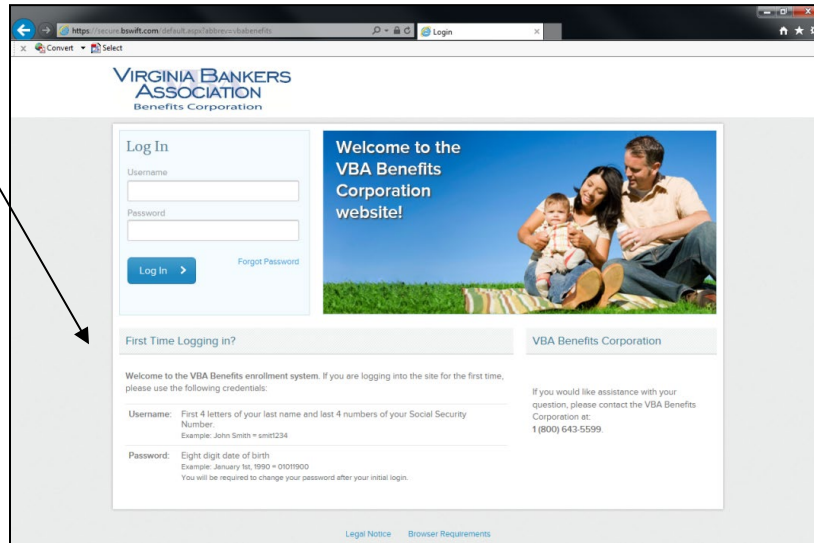 https://secure.bswift.com/default.aspx?abbrev=vbabenefits
Login
Convert
Select
VIRGINIA BANKERS
ASSOCIATION
Benefits Corporation
Log In
Username
Password
Log In
Forgot Password
Welcome to the
VBA Benefits
Corporation
website!
First Time Logging in?
Welcome to the VBA Benefits enrollment system. If you are logging into the site for the first time,
please use the following credentials:
Username: First 4 letters of your last name and last 4 numbers of your Social Security
Number.
Example: John Smith = smit1234
Password: Eight digit date of birth
Example: January 1st, 1990 = 01011900
You will be required to change your password after your initial login.
VBA Benefits Corporation
If you would like assistance with your
question, please contact the VBA Benefits
Corporation at:
1 (800) 643-5599.
Legal Notice Browser Requirements